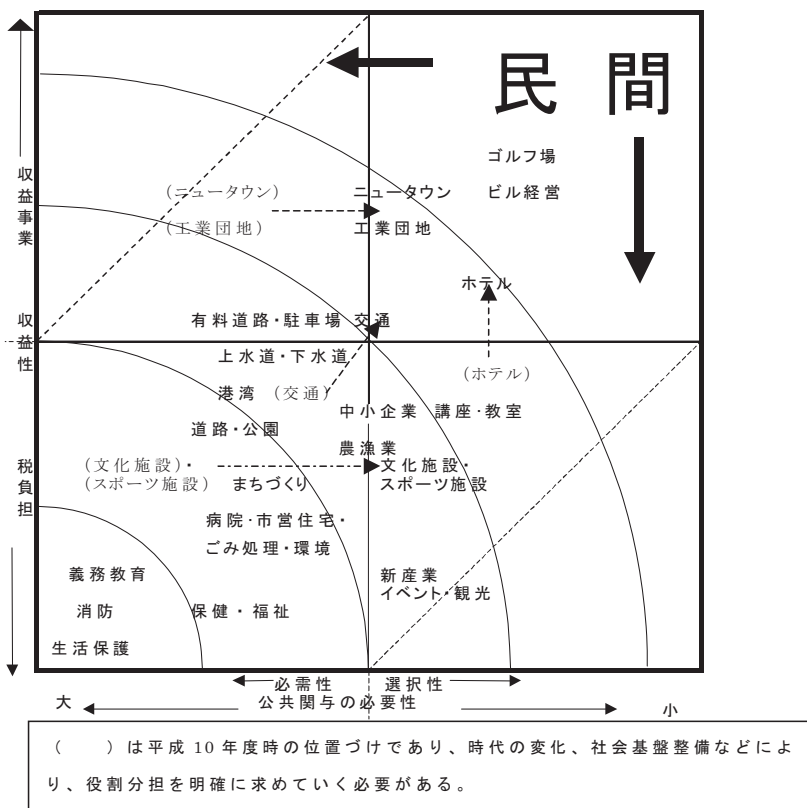 民 間
ゴルフ場
ビル経営
収益事業
(ニュータウン)
ニュータウン
(工業団地)
工業団地
ホテル
収益性
有料道路・駐車場 交通
上水道・下水道
(ホテル)
港湾 (交通)
中小企業 講座・教室
道路・公園
農漁業
税負担
(文化施設)・
(スポーツ施設)
まちづくり
文化施設・
スポーツ施設
病院・市営住宅・
ごみ処理・環境
義務教育
新産業
イベント・観光
消防
保健・福祉
生活保護
必需性 選択性
大 公共関与の必要性 小
( )は平成 10 年度時の位置づけであり、時代の変化、社会基盤整備などによ
り、役割分担を明確に求めていく必要がある。